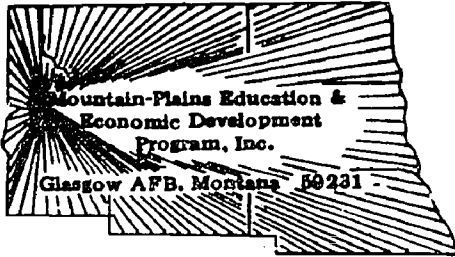 Mountain-Plains Education &
Economic Development
Program, Inc.
Glasgow AFB, Montana 59231